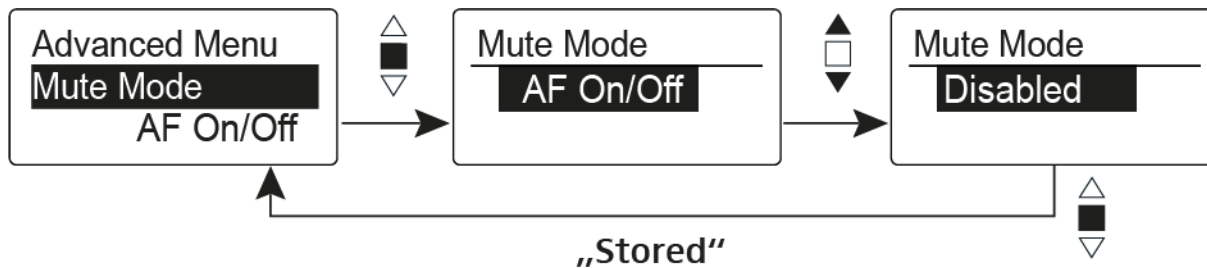 Advanced Menu
Mute Mode
AF On/Off
Mute Mode
AF On/Off
Mute Mode
Disabled
„Stored“